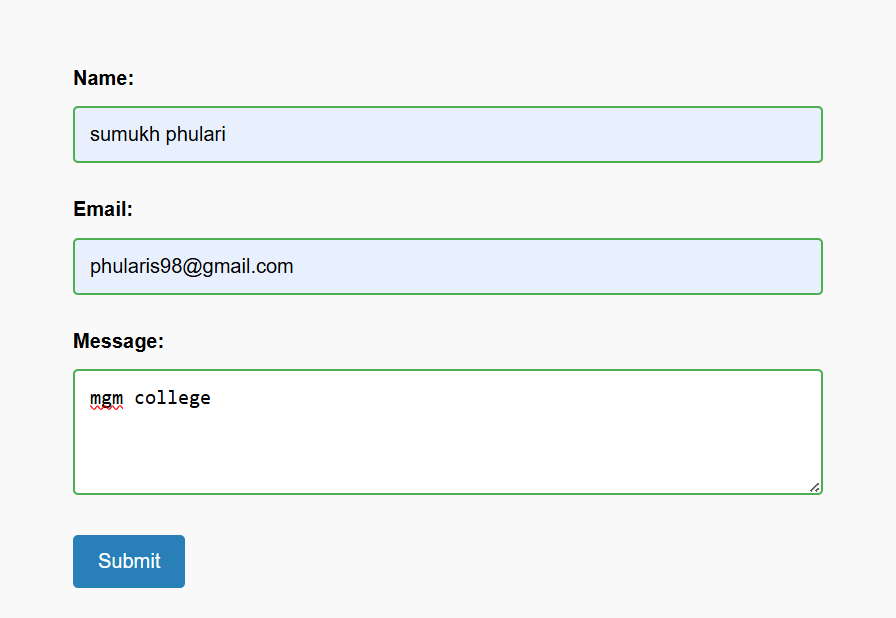 Name:
sumukh phulari
Email:
phularis98@gmail.com
Message:
mgm college
Submit